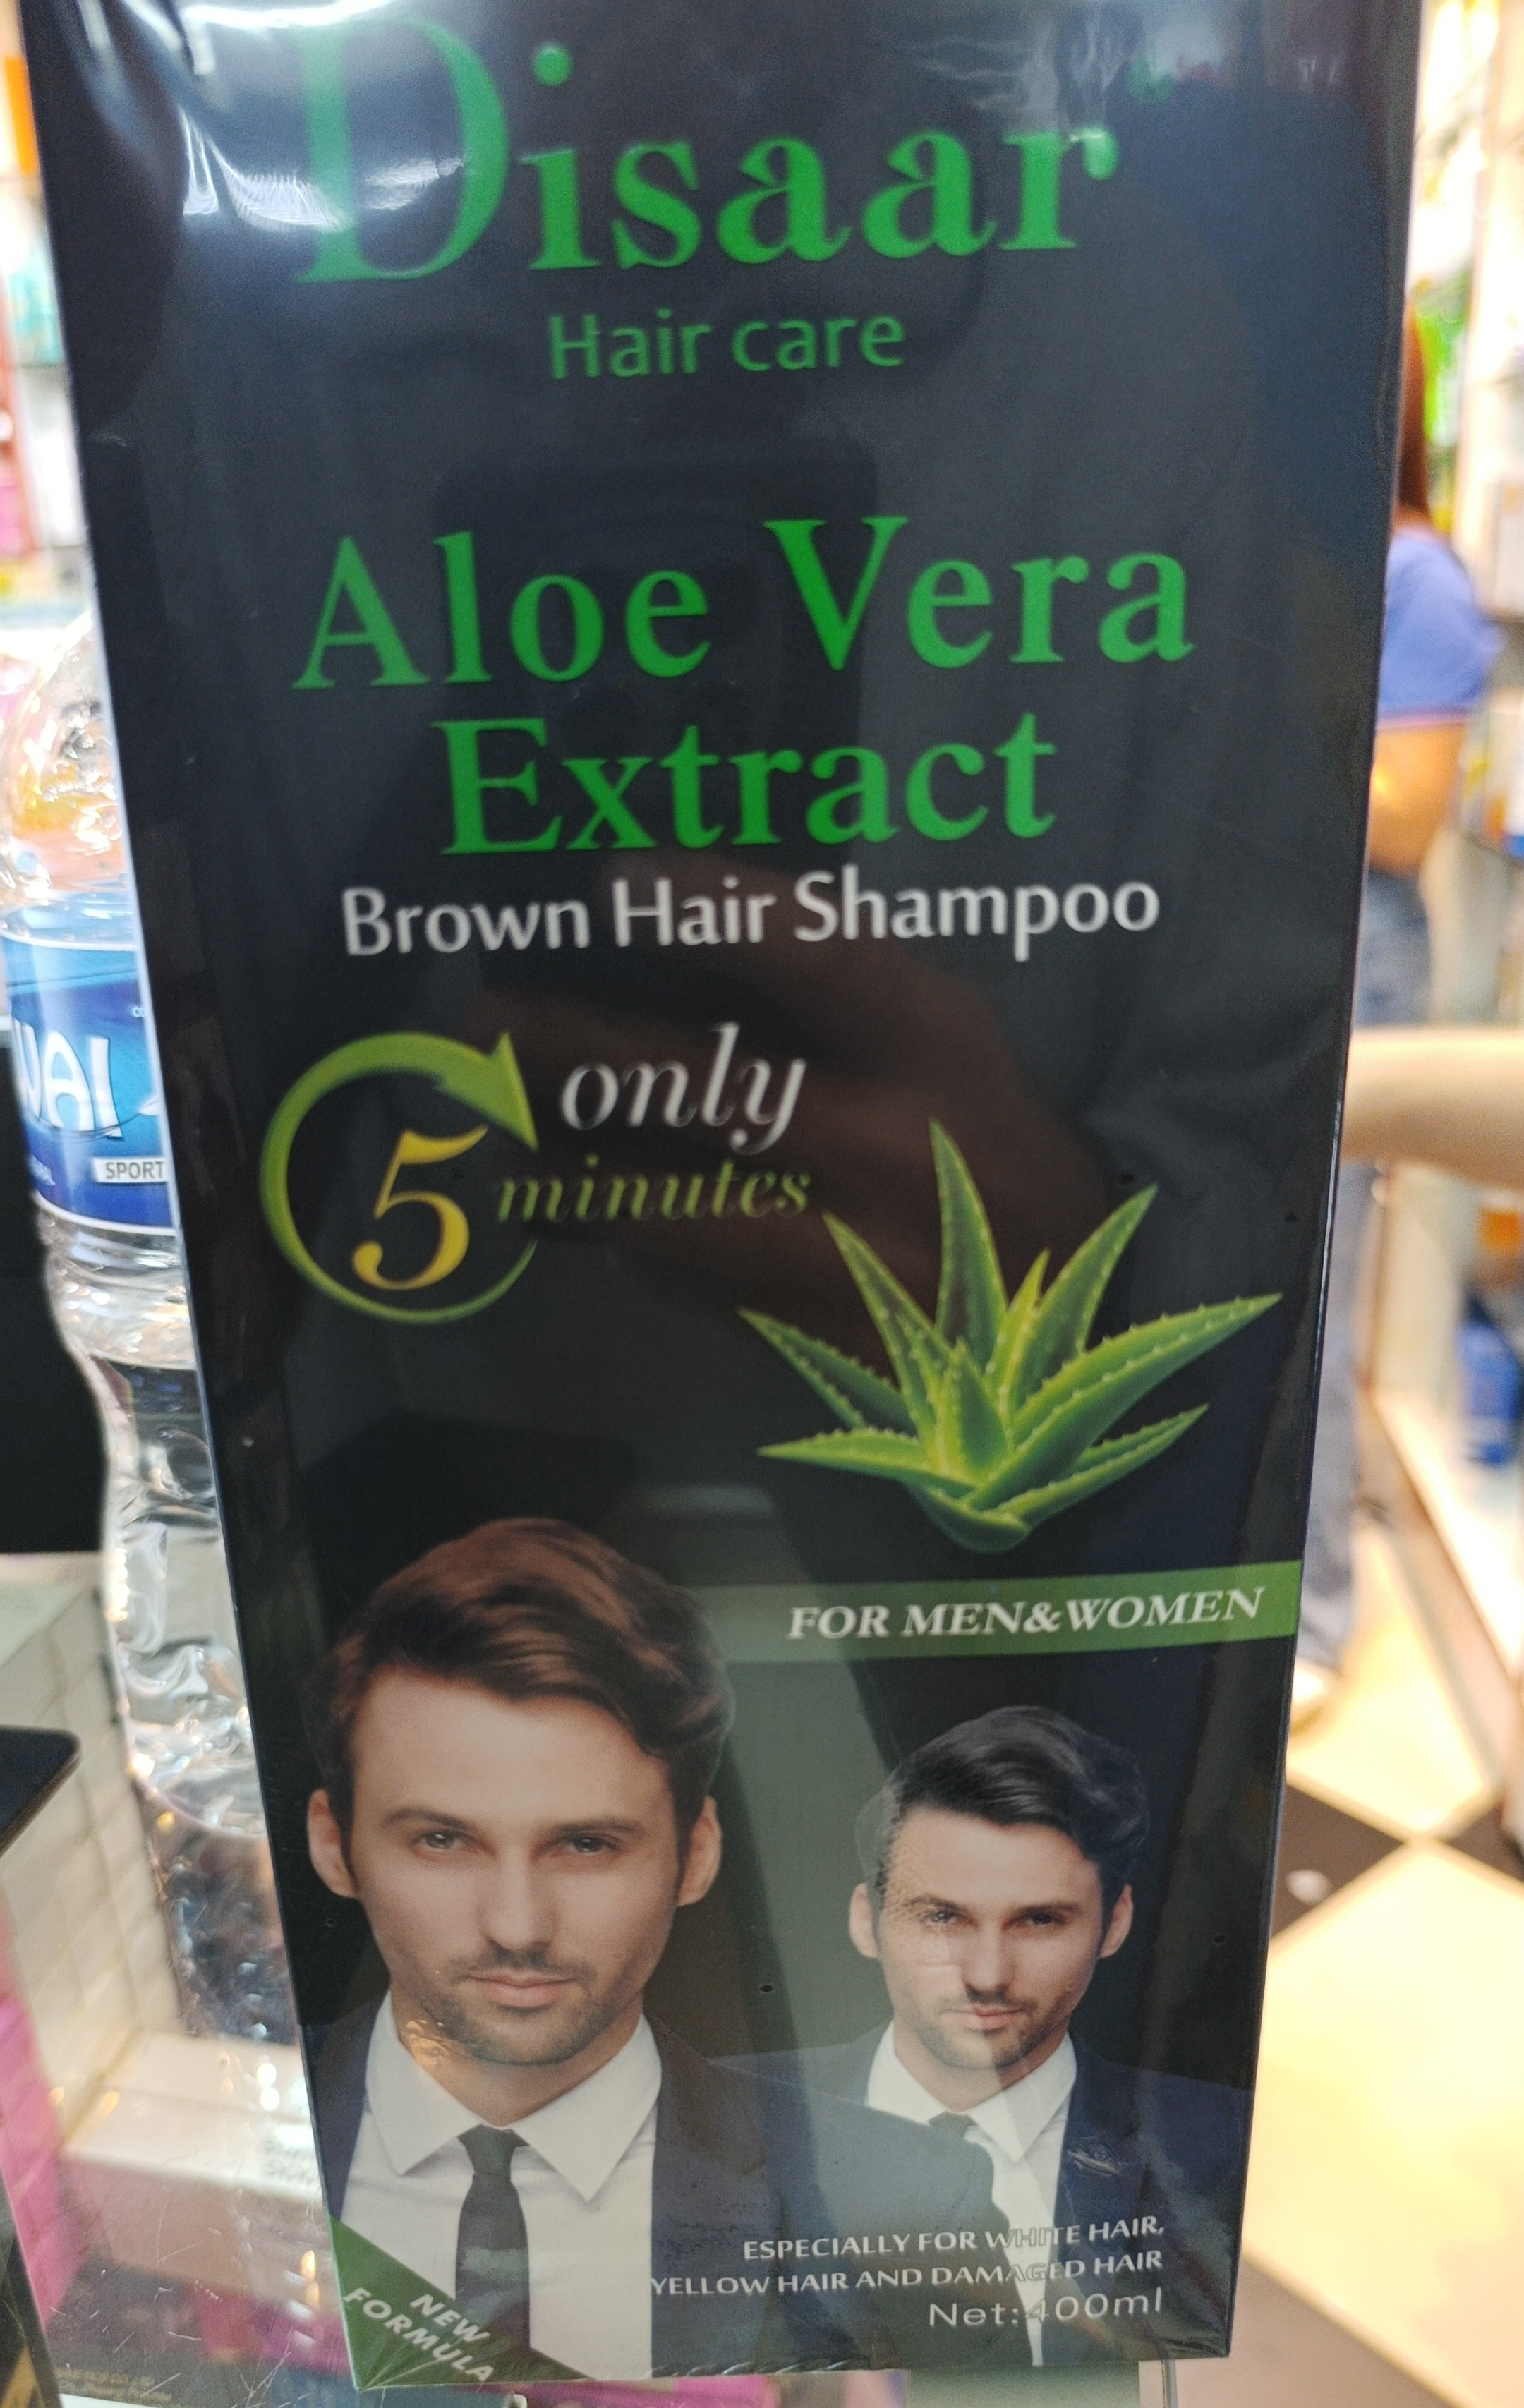 Disaar
Hair care
Aloe Vera
Extract
Brown Hair Shampoo
only
5 minutes
FOR MEN&WOMEN
ESPECIALLY FOR WHITE HAIR,
YELLOW HAIR AND DAMAGED HAIR
Net:400ml
NEW
FORMULA
SPORT